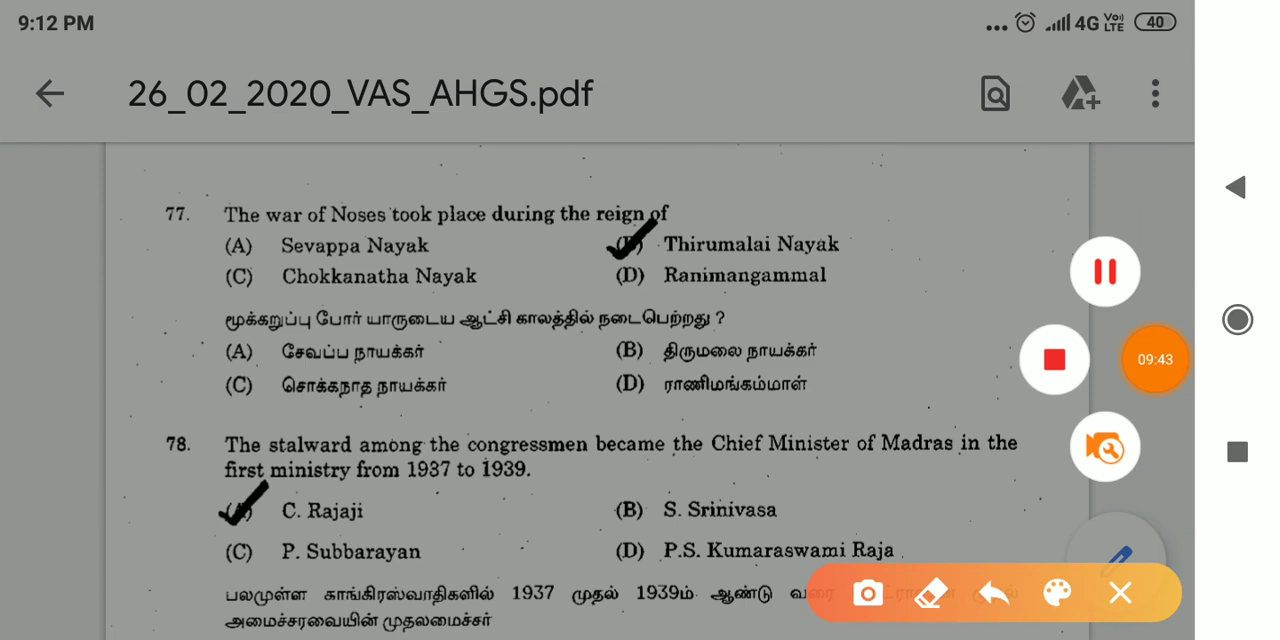 9:12 PM
4G Vo) LTE 40
26_02_2020_VAS_AHGS.pdf
77. The war of Noses took place during the reign of
(A) Sevappa Nayak (B) Thirumalai Nayak
(C) Chokkanatha Nayak (D) Ranimangammal
மூக்கறுப்பு போர் யாருடைய ஆட்சி காலத்தில் நடைபெற்றது ?
(A) சேவப்ப நாயக்கர் (B) திருமலை நாயக்கர்
(C) சொக்கநாத நாயக்கர் (D) ராணிமங்கம்மாள்
09:43
78. The stalward among the congressmen became the Chief Minister of Madras in the
first ministry from 1937 to 1939.
(A) C. Rajaji (B) S. Srinivasa
(C) P. Subbarayan (D) P.S. Kumaraswami Raja
பலமுள்ள காங்கிரஸ்வாதிகளில் 1937 முதல் 1939ம் ஆண்டு வரை
அமைச்சரவையின் முதலமைச்சர்